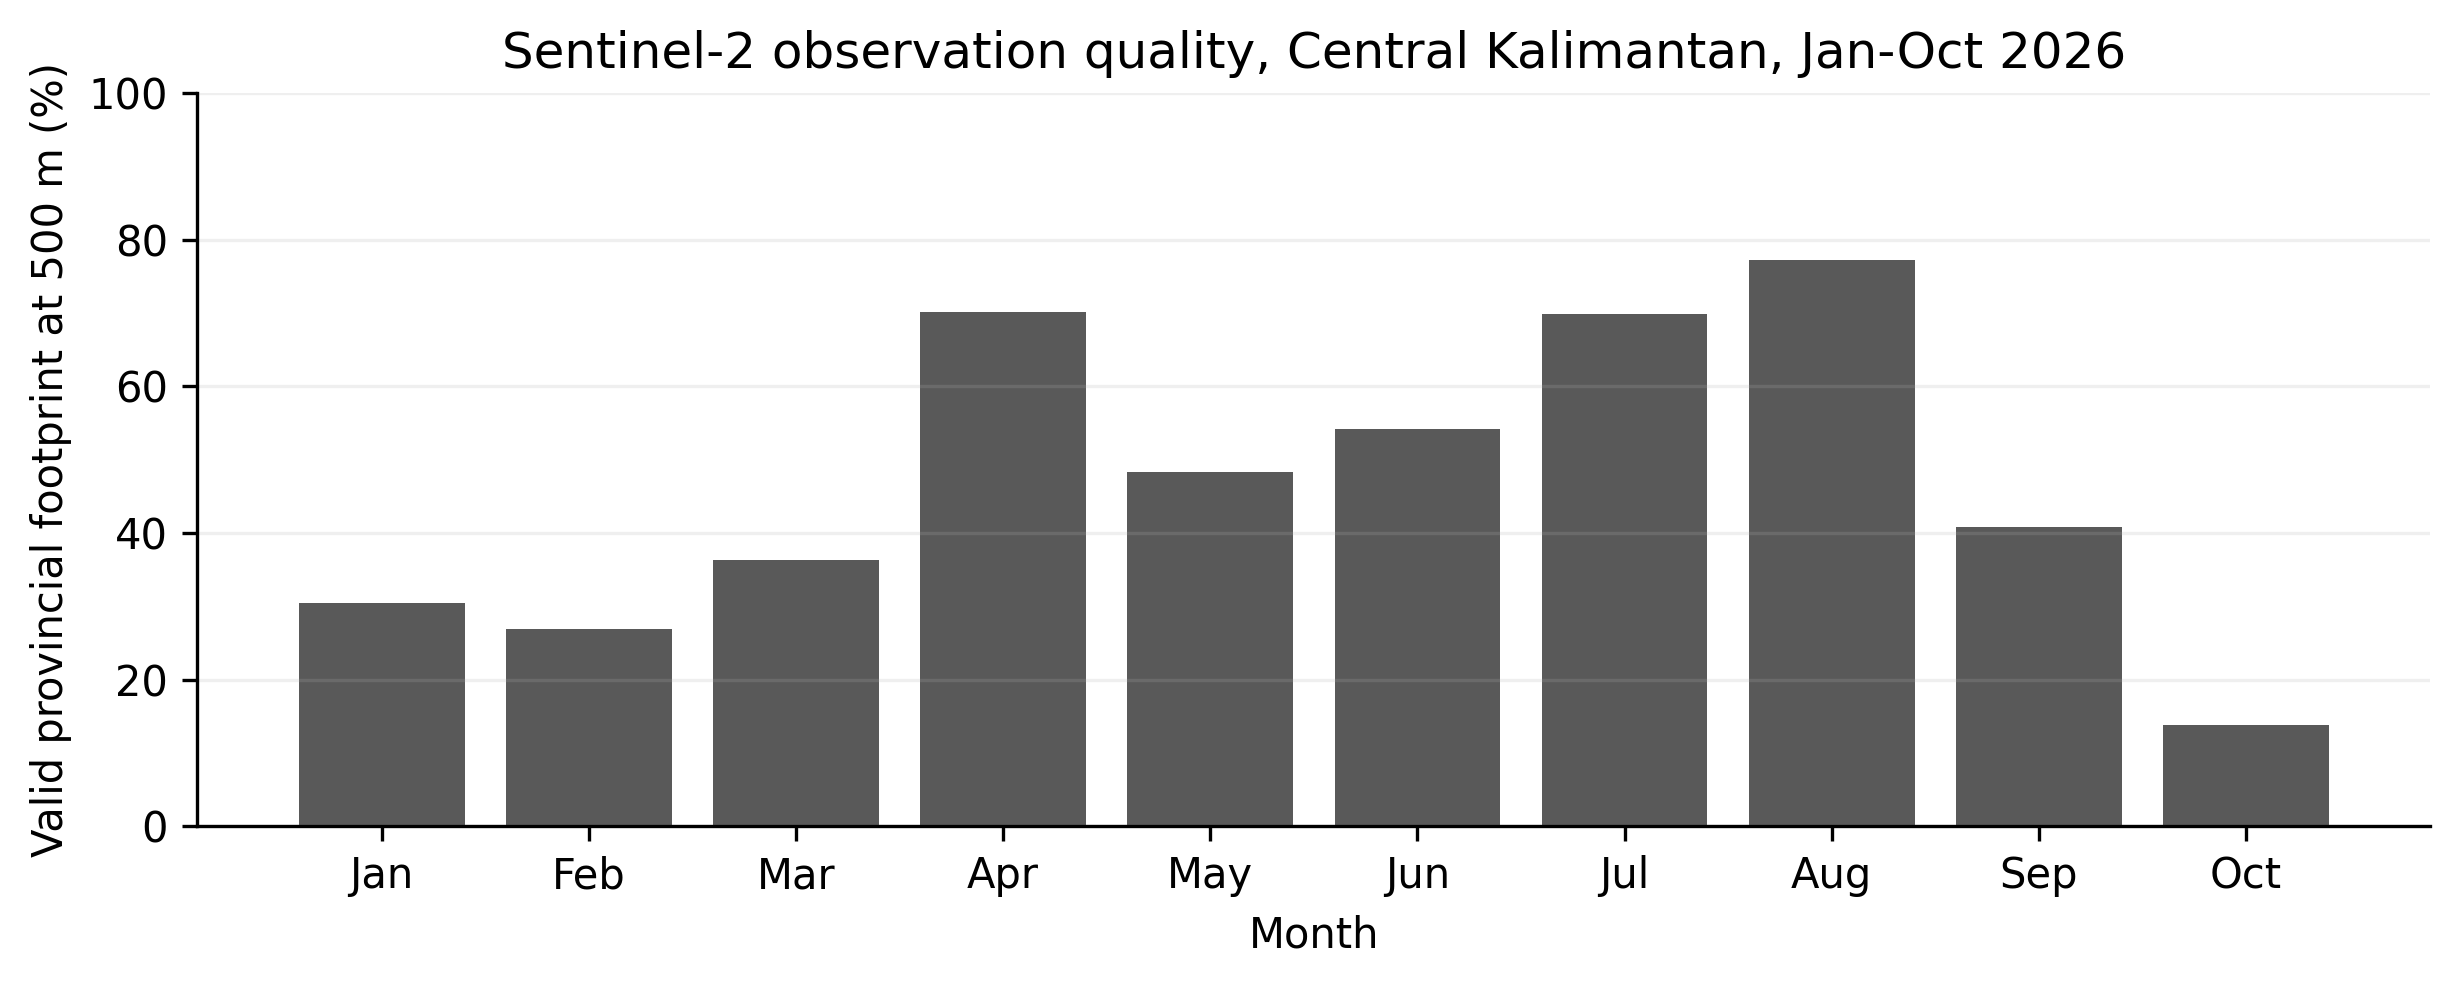 Sentinel-2 observation quality, Central Kalimantan, Jan-Oct 2026
Valid provincial footprint at 500 m (%)
100
80
60
40
20
0
Jan Feb Mar Apr May Jun Jul Aug Sep Oct
Month